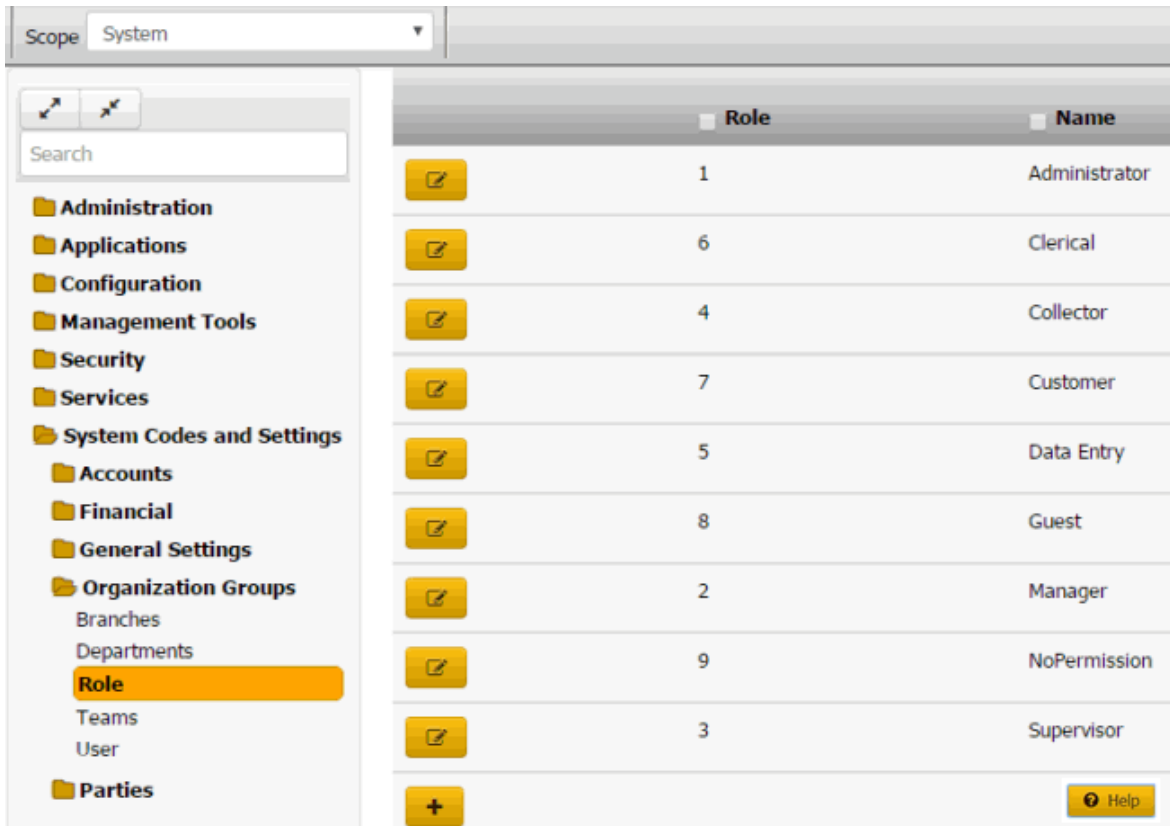 Scope System
Search
Administration
Applications
Configuration
Management Tools
Security
Services
System Codes and Settings
Accounts
Financial
General Settings
Organization Groups
Branches
Departments
Role
Teams
User
Parties
Role Name
1 Administrator
6 Clerical
4 Collector
7 Customer
5 Data Entry
8 Guest
2 Manager
9 NoPermission
3 Supervisor
Help